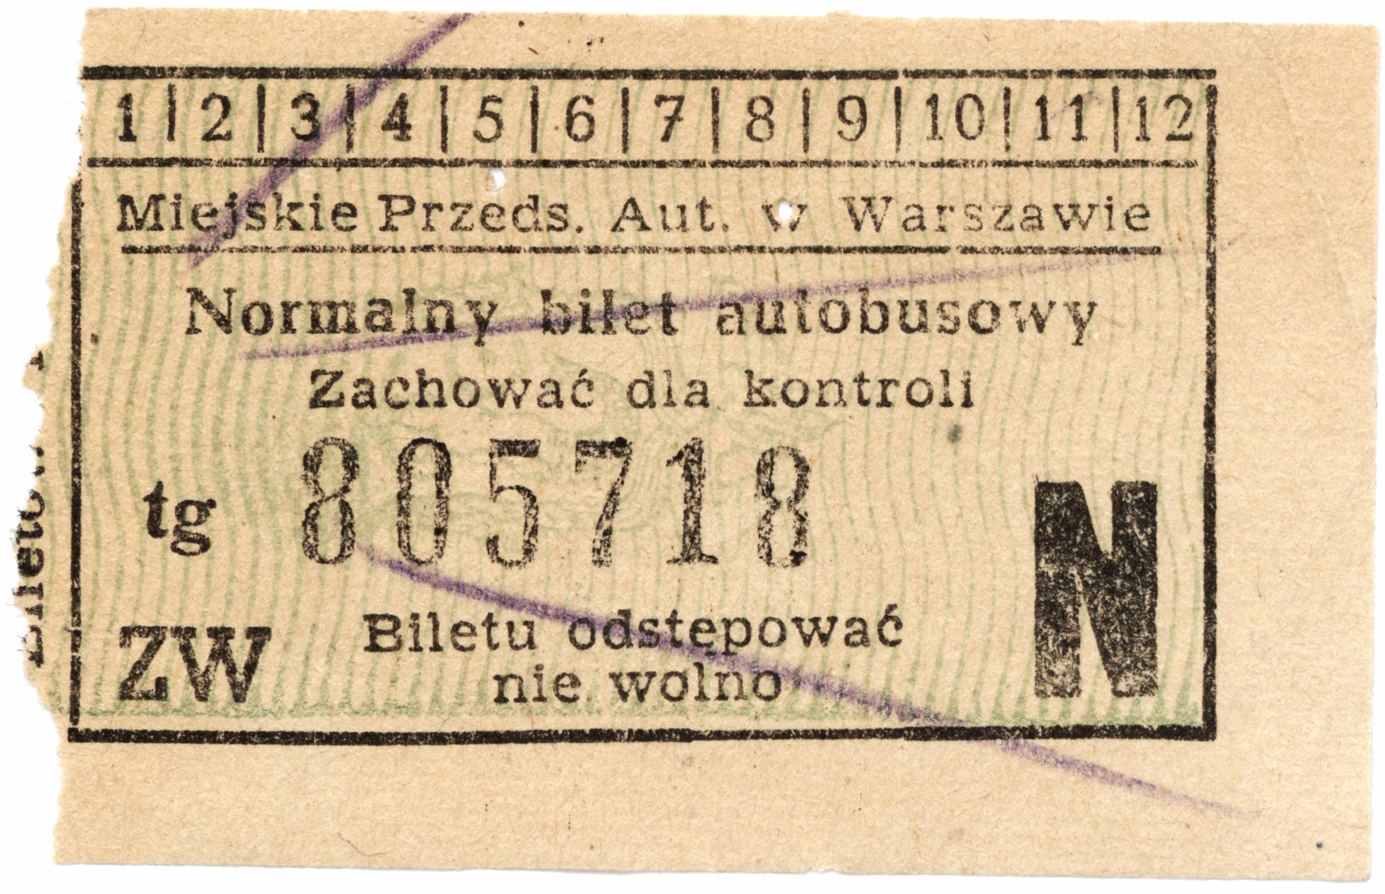 1 | 2 | 3 | 4 | 5 | 6 | 7 | 8 | 9 | 10 | 11 | 12
Miejskie Przeds. Aut. w Warszawie
Normalny bilet autobusowy
Zachować dla kontroli
tg 805718
N
ZW
Biletu odstępować
nie wolno
Biletów